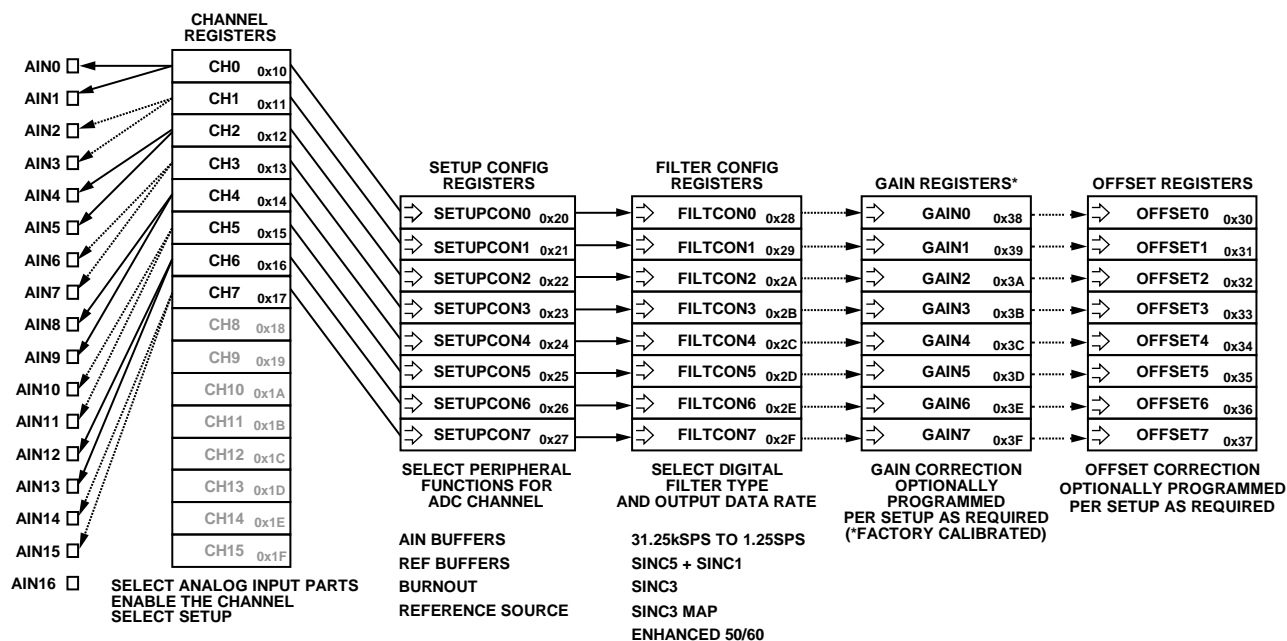 CHANNEL
REGISTERS
AIN0
AIN1
AIN2
AIN3
AIN4
AIN5
AIN6
AIN7
AIN8
AIN9
AIN10
AIN11
AIN12
AIN13
AIN14
AIN15
AIN16
CH0 0x10
CH1 0x11
CH2 0x12
CH3 0x13
CH4 0x14
CH5 0x15
CH6 0x16
CH7 0x17
CH8 0x18
CH9 0x19
CH10 0x1A
CH11 0x1B
CH12 0x1C
CH13 0x1D
CH14 0x1E
CH15 0x1F
SELECT ANALOG INPUT PARTS
ENABLE THE CHANNEL
SELECT SETUP
SETUP CONFIG
REGISTERS
SETUPCON0 0x20
SETUPCON1 0x21
SETUPCON2 0x22
SETUPCON3 0x23
SETUPCON4 0x24
SETUPCON5 0x25
SETUPCON6 0x26
SETUPCON7 0x27
SELECT PERIPHERAL
FUNCTIONS FOR
ADC CHANNEL
AIN BUFFERS
REF BUFFERS
BURNOUT
REFERENCE SOURCE
FILTER CONFIG
REGISTERS
FILTCON0 0x28
FILTCON1 0x29
FILTCON2 0x2A
FILTCON3 0x2B
FILTCON4 0x2C
FILTCON5 0x2D
FILTCON6 0x2E
FILTCON7 0x2F
SELECT DIGITAL
FILTER TYPE
AND OUTPUT DATA RATE
31.25kSPS TO 1.25SPS
SINC5 + SINC1
SINC3
SINC3 MAP
ENHANCED 50/60
GAIN REGISTERS*
GAIN0 0x38
GAIN1 0x39
GAIN2 0x3A
GAIN3 0x3B
GAIN4 0x3C
GAIN5 0x3D
GAIN6 0x3E
GAIN7 0x3F
GAIN CORRECTION
OPTIONALLY
PROGRAMMED
PER SETUP AS REQUIRED
(*FACTORY CALIBRATED)
OFFSET REGISTERS
OFFSET0 0x30
OFFSET1 0x31
OFFSET2 0x32
OFFSET3 0x33
OFFSET4 0x34
OFFSET5 0x35
OFFSET6 0x36
OFFSET7 0x37
OFFSET CORRECTION
OPTIONALLY PROGRAMMED
PER SETUP AS REQUIRED